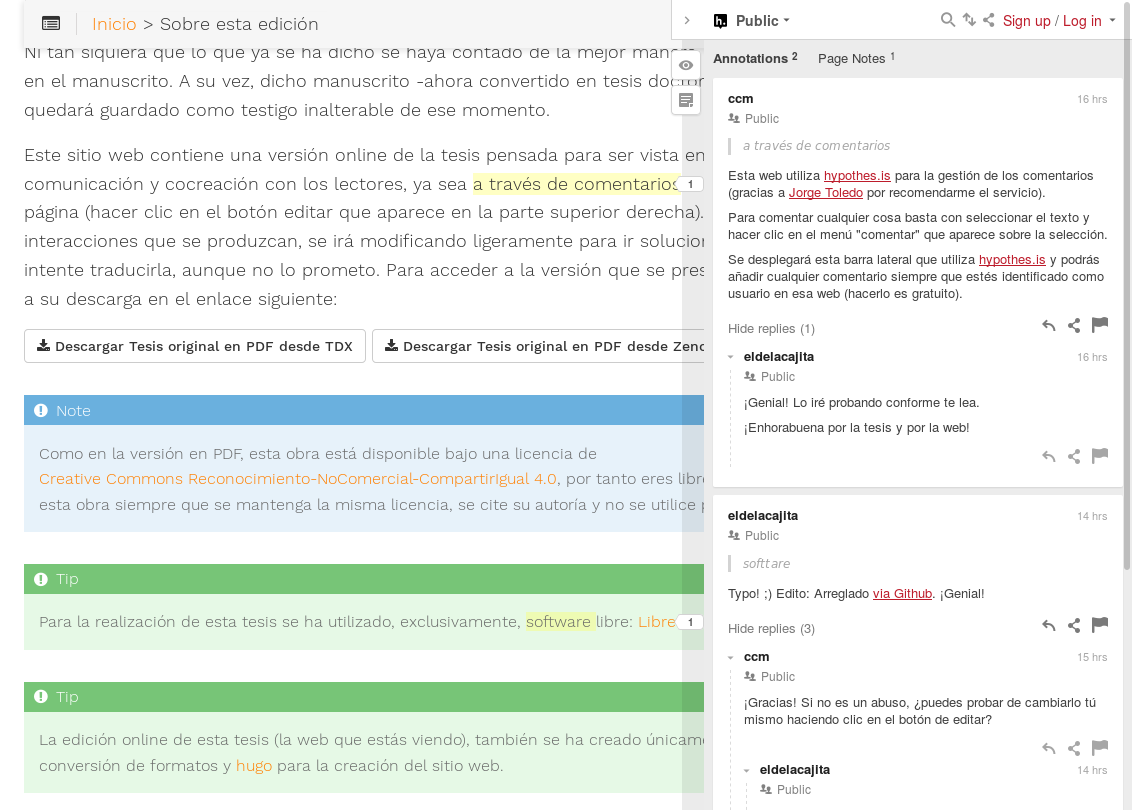 Inicio > Sobre esta edición
Ni tan siquiera que lo que ya se ha dicho se haya contado de la mejor manera
en el manuscrito. A su vez, dicho manuscrito -ahora convertido en tesis doctor
quedará guardado como testigo inalterable de ese momento.
Este sitio web contiene una versión online de la tesis pensada para ser vista en
comunicación y cocreación con los lectores, ya sea a través de comentarios 1
página (hacer clic en el botón editar que aparece en la parte superior derecha).
interacciones que se produzcan, se irá modificando ligeramente para ir solucior
intente traducirla, aunque no lo prometo. Para acceder a la versión que se pres
a su descarga en el enlace siguiente:
Descargar Tesis original en PDF desde TDX
Descargar Tesis original en PDF desde Zeno
Note
Como en la versión en PDF, esta obra está disponible bajo una licencia de
Creative Commons Reconocimiento-NoComercial-CompartirIgual 4.0, por tanto eres libre
esta obra siempre que se mantenga la misma licencia, se cite su autoría y no se utilice p
Tip
Para la realización de esta tesis se ha utilizado, exclusivamente, software libre: Libre 1
Tip
La edición online de esta tesis (la web que estás viendo), también se ha creado únicame
conversión de formatos y hugo para la creación del sitio web.
h. Public
Sign up / Log in
Annotations 2 Page Notes 1
ccm 16 hrs
Public
a través de comentarios
Esta web utiliza hypothes.is para la gestión de los comentarios
(gracias a Jorge Toledo por recomendarme el servicio).
Para comentar cualquier cosa basta con seleccionar el texto y
hacer clic en el menú "comentar" que aparece sobre la selección.
Se desplegará esta barra lateral que utiliza hypothes.is y podrás
añadir cualquier comentario siempre que estés identificado como
usuario en esa web (hacerlo es gratuito).
Hide replies (1)
eldelacajita 16 hrs
Public
¡Genial! Lo iré probando conforme te lea.
¡Enhorabuena por la tesis y por la web!
eldelacajita 14 hrs
Public
softtare
Typo! ;) Edito: Arreglado via Github. ¡Genial!
Hide replies (3)
ccm 15 hrs
Public
¡Gracias! Si no es un abuso, ¿puedes probar de cambiarlo tú
mismo haciendo clic en el botón de editar?
eldelacajita 14 hrs
Public